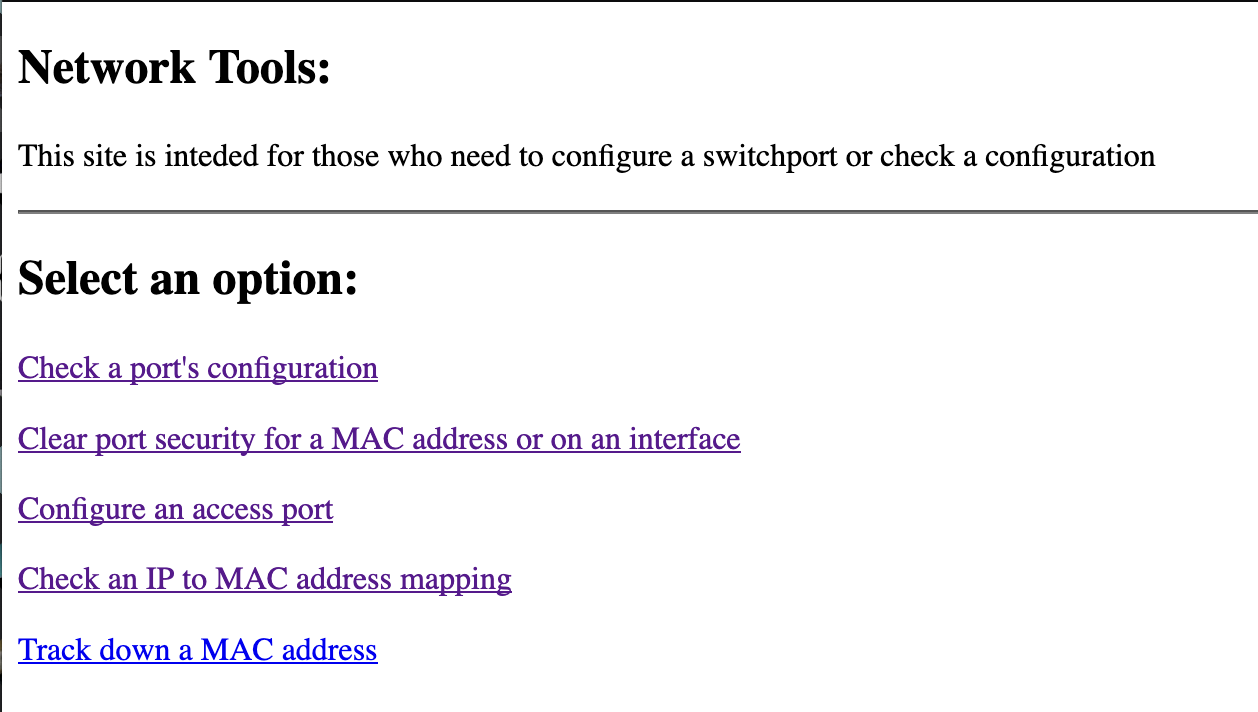 Network Tools:
This site is inteded for those who need to configure a switchport or check a configuration
Select an option:
Check a port's configuration
Clear port security for a MAC address or on an interface
Configure an access port
Check an IP to MAC address mapping
Track down a MAC address